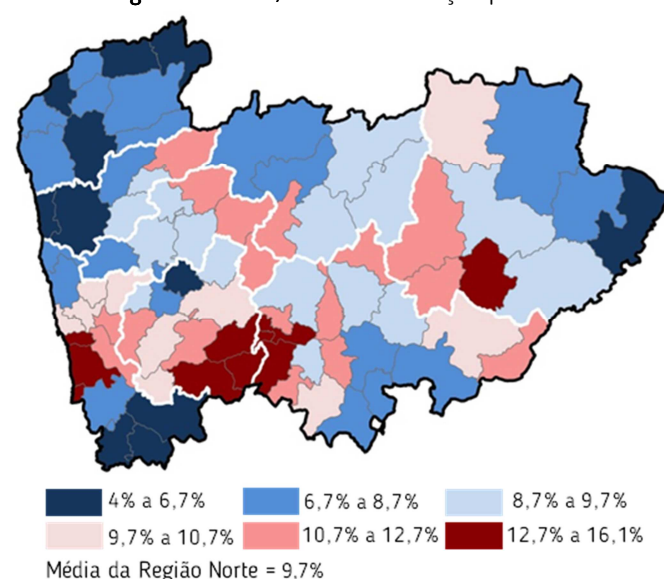 4% a 6,7% 6,7% a 8,7% 8,7% a 9,7%
9,7% a 10,7% 10,7% a 12,7% 12,7% a 16,1%
Média da Região Norte = 9,7%